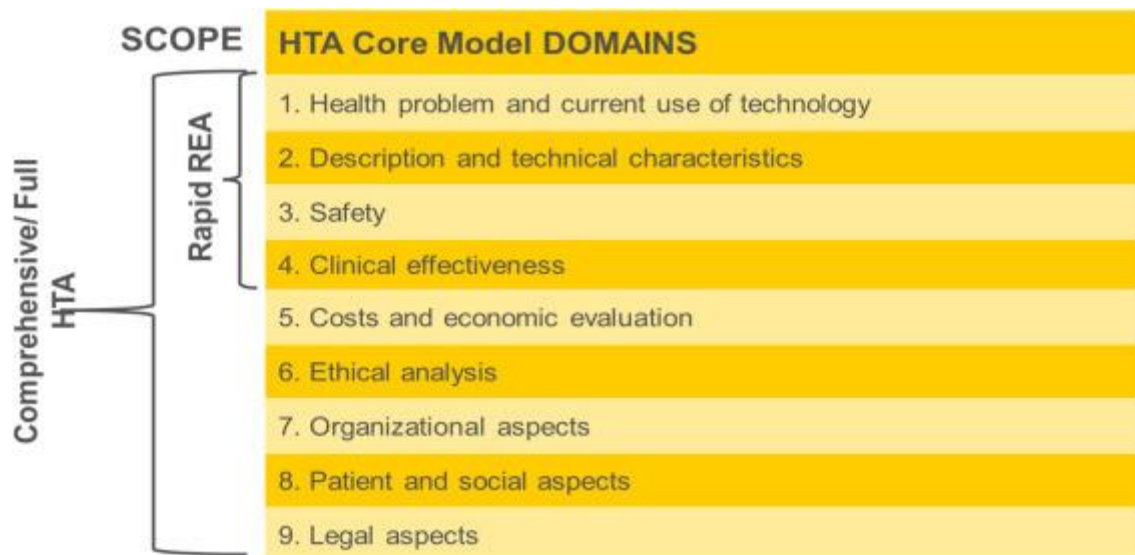 SCOPE
HTA Core Model DOMAINS
Comprehensive/ Full
HTA
Rapid REA
1. Health problem and current use of technology
2. Description and technical characteristics
3. Safety
4. Clinical effectiveness
5. Costs and economic evaluation
6. Ethical analysis
7. Organizational aspects
8. Patient and social aspects
9. Legal aspects